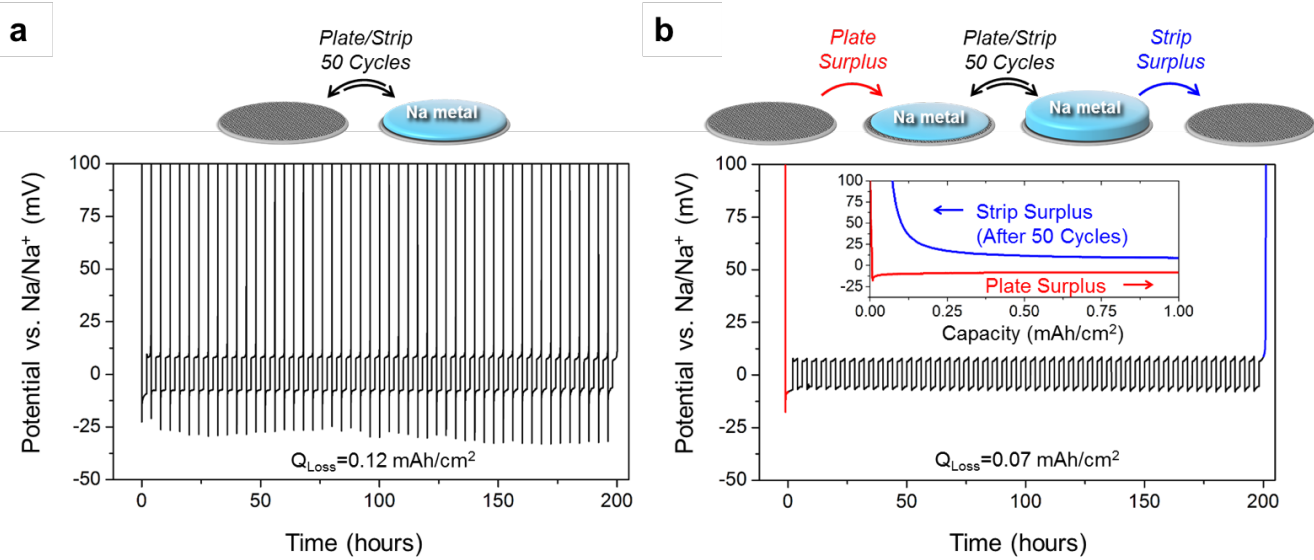 a
Plate/Strip
50 Cycles
Na metal
100
75
50
25
0
-25
-50
Potential vs. Na/Na⁺ (mV)
Q_Loss=0.12 mAh/cm²
0
50
100
150
200
Time (hours)
b
Plate
Surplus
Plate/Strip
50 Cycles
Strip
Surplus
Na metal
Na metal
100
75
50
25
0
-25
-50
Potential vs. Na/Na⁺ (mV)
100
75
50
25
0
-25
Strip Surplus
(After 50 Cycles)
Plate Surplus
0.00
0.25
0.50
0.75
1.00
Capacity (mAh/cm²)
Q_Loss=0.07 mAh/cm²
0
50
100
150
200
Time (hours)